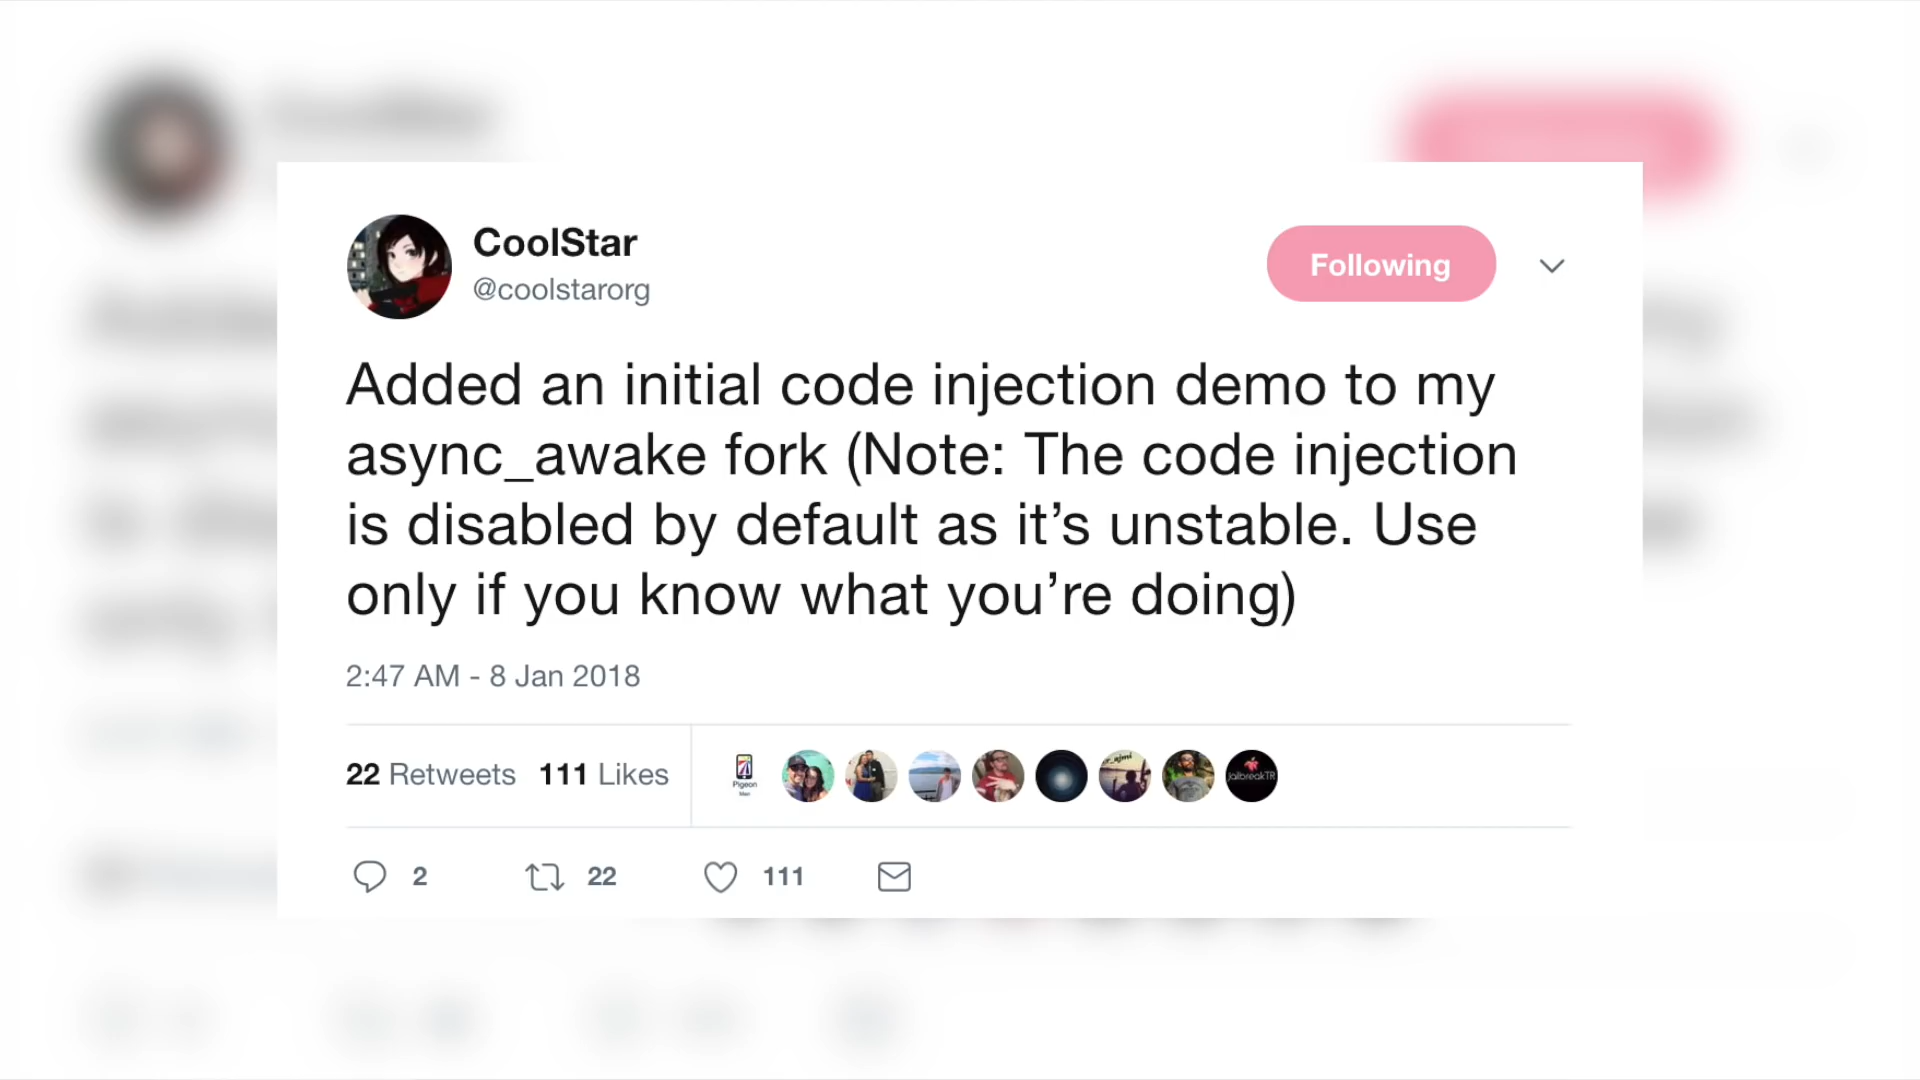 CoolStar
@coolstarorg
Following
Added an initial code injection demo to my
async_awake fork (Note: The code injection
is disabled by default as it’s unstable. Use
only if you know what you’re doing)
2:47 AM - 8 Jan 2018
22 Retweets 111 Likes
Pigeon
JailbreakTR
2 22 111